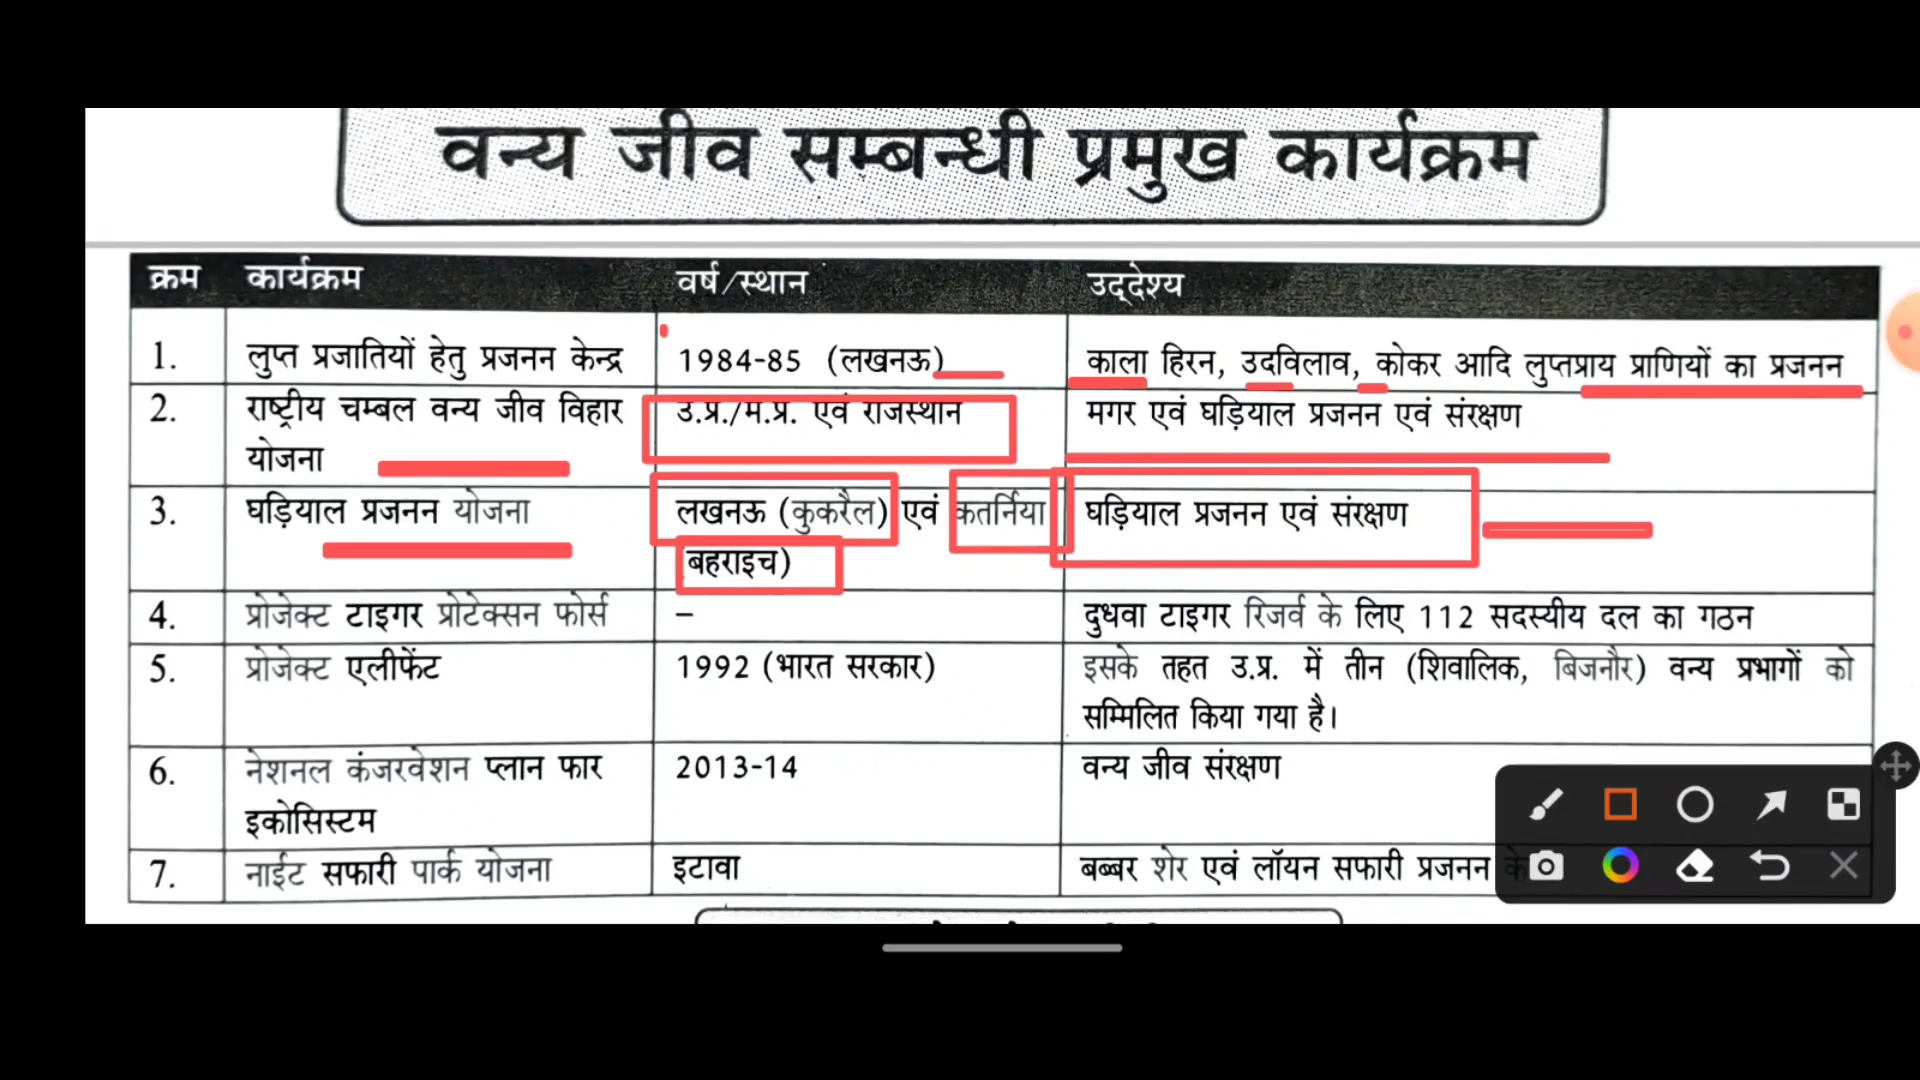 वन्य जीव सम्बन्धी प्रमुख कार्यक्रम
क्रम कार्यक्रम वर्ष/स्थान उद्देश्य
1. लुप्त प्रजातियों हेतु प्रजनन केन्द्र 1984-85 (लखनऊ) काला हिरन, उदविलाव, कोकर आदि लुप्तप्राय प्राणियों का प्रजनन
2. राष्ट्रीय चम्बल वन्य जीव विहार उ.प्र./म.प्र. एवं राजस्थान मगर एवं घड़ियाल प्रजनन एवं संरक्षण
योजना
3. घड़ियाल प्रजनन योजना लखनऊ (कुकरैल) एवं कतर्निया घड़ियाल प्रजनन एवं संरक्षण
बहराइच)
4. प्रोजेक्ट टाइगर प्रोटेक्सन फोर्स – दुधवा टाइगर रिजर्व के लिए 112 सदस्यीय दल का गठन
5. प्रोजेक्ट एलीफेंट 1992 (भारत सरकार) इसके तहत उ.प्र. में तीन (शिवालिक, बिजनौर) वन्य प्रभागों को
सम्मिलित किया गया है।
6. नेशनल कंजरवेशन प्लान फार 2013-14 वन्य जीव संरक्षण
इकोसिस्टम
7. नाईट सफारी पार्क योजना इटावा बब्बर शेर एवं लॉयन सफारी प्रजनन